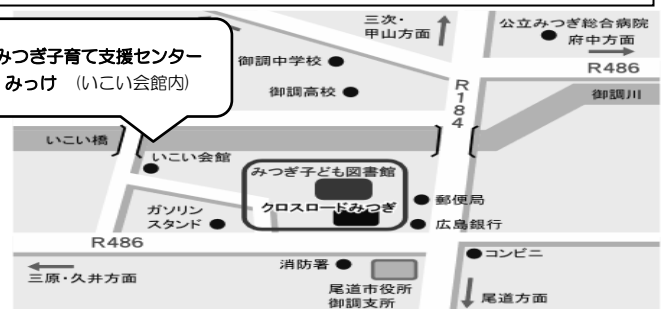 みつぎ子育て支援センター
みっけ （いこい会館内）
三次・
甲山方面
公立みつぎ総合病院
府中方面
R486
御調中学校
御調高校
R184
御調川
いこい橋
いこい会館
みつぎ子ども図書館
クロスロードみつぎ
郵便局
広島銀行
ガソリン
スタンド
R486
三原・久井方面
消防署
尾道市役所
御調支所
コンビニ
尾道方面